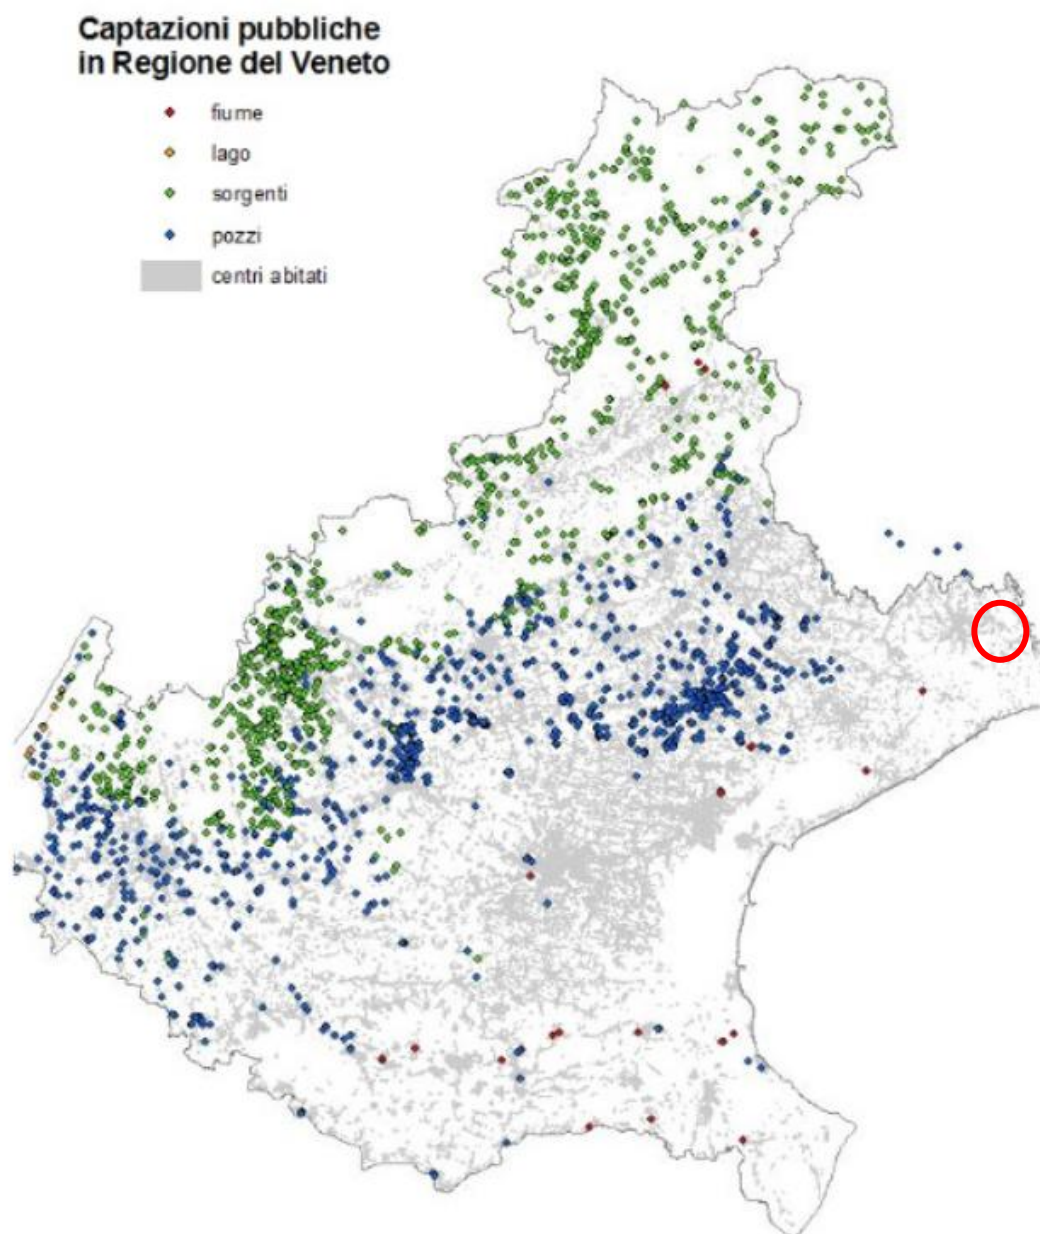 Captazioni pubbliche
in Regione del Veneto
fiume
lago
sorgenti
pozzi
centri abitati